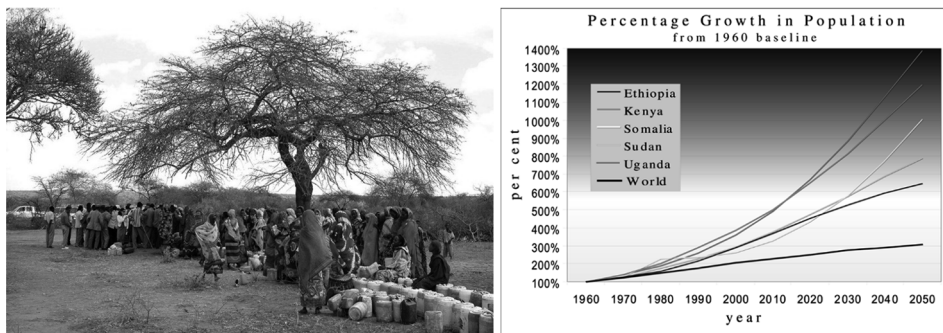 Percentage Growth in Population
from 1960 baseline
1400%
1300%
1200%
1100%
1000%
900%
800%
700%
600%
500%
400%
300%
200%
100%
per cent
Ethiopia
Kenya
Somalia
Sudan
Uganda
World
1960 1970 1980 1990 2000 2010 2020 2030 2040 2050
year